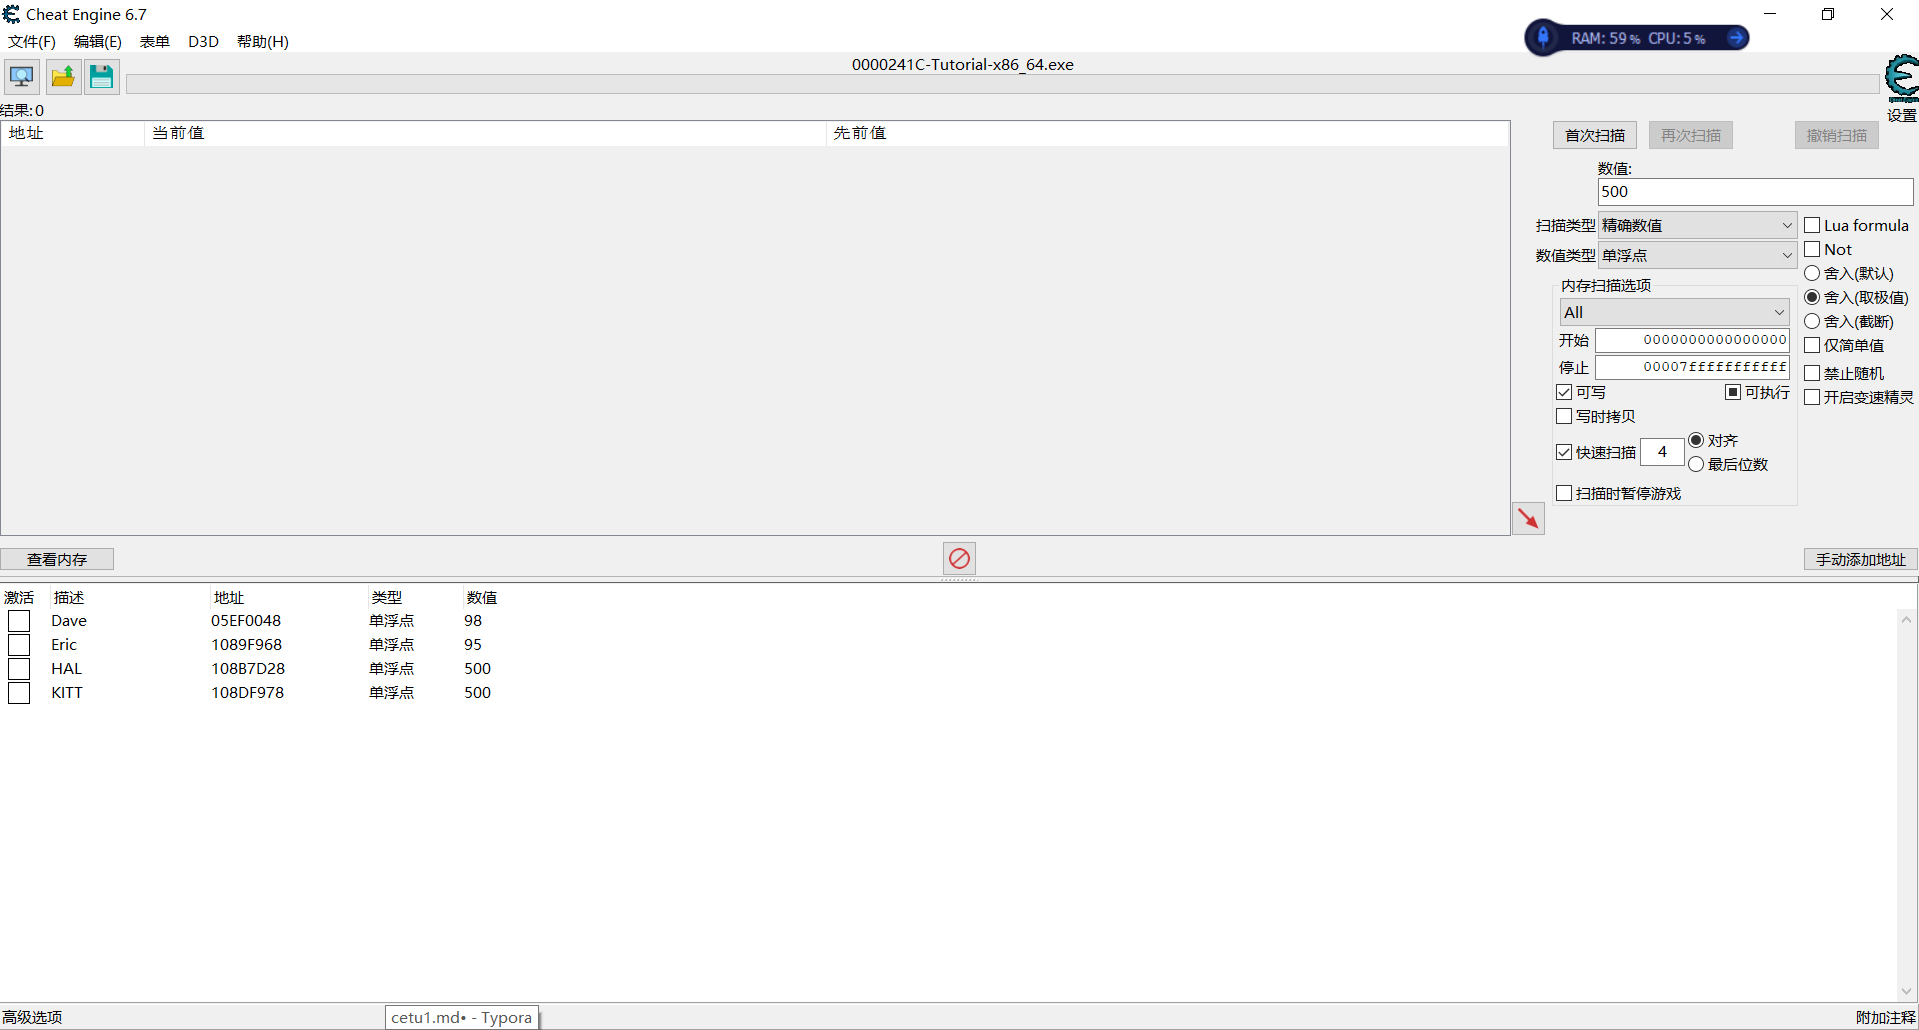 Cheat Engine 6.7
文件(F) 编辑(E) 表单 D3D 帮助(H)
RAM: 59 % CPU: 5 %
0000241C-Tutorial-x86_64.exe
设置
结果: 0
地址 当前值 先前值
首次扫描 再次扫描 撤销扫描
数值:
500
扫描类型 精确数值
Lua formula
数值类型 单浮点
Not
舍入(默认)
内存扫描选项
舍入(取极值)
All
舍入(截断)
开始 0000000000000000
仅简单值
停止 00007fffffffffff
禁止随机
可写 可执行
开启变速精灵
写时拷贝
快速扫描 4 对齐
最后位数
扫描时暂停游戏
查看内存 手动添加地址
激活 描述 地址 类型 数值
Dave 05EF0048 单浮点 98
Eric 1089F968 单浮点 95
HAL 108B7D28 单浮点 500
KITT 108DF978 单浮点 500
高级选项 cetu1.md• - Typora 附加注释